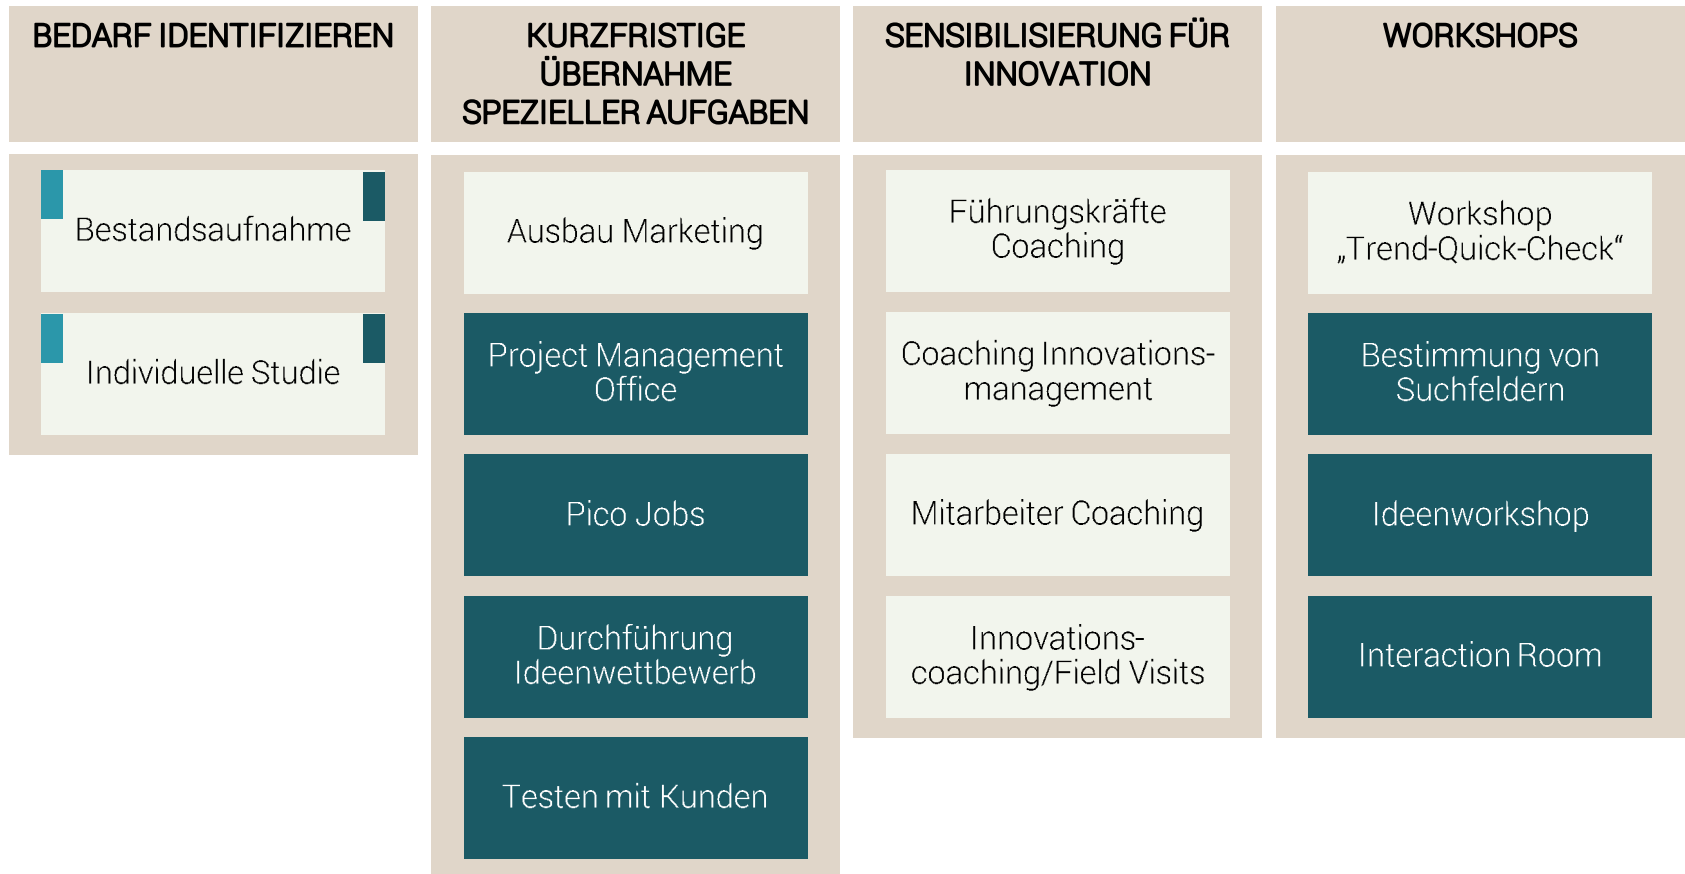 BEDARF IDENTIFIZIEREN
Bestandsaufnahme
Individuelle Studie
KURZFRISTIGE
ÜBERNAHME
SPEZIELLER AUFGABEN
Ausbau Marketing
Project Management
Office
Pico Jobs
Durchführung
Ideenwettbewerb
Testen mit Kunden
SENSIBILISIERUNG FÜR
INNOVATION
Führungskräfte
Coaching
Coaching Innovations-
management
Mitarbeiter Coaching
Innovations-
coaching/Field Visits
WORKSHOPS
Workshop
„Trend-Quick-Check“
Bestimmung von
Suchfeldern
Ideenworkshop
Interaction Room